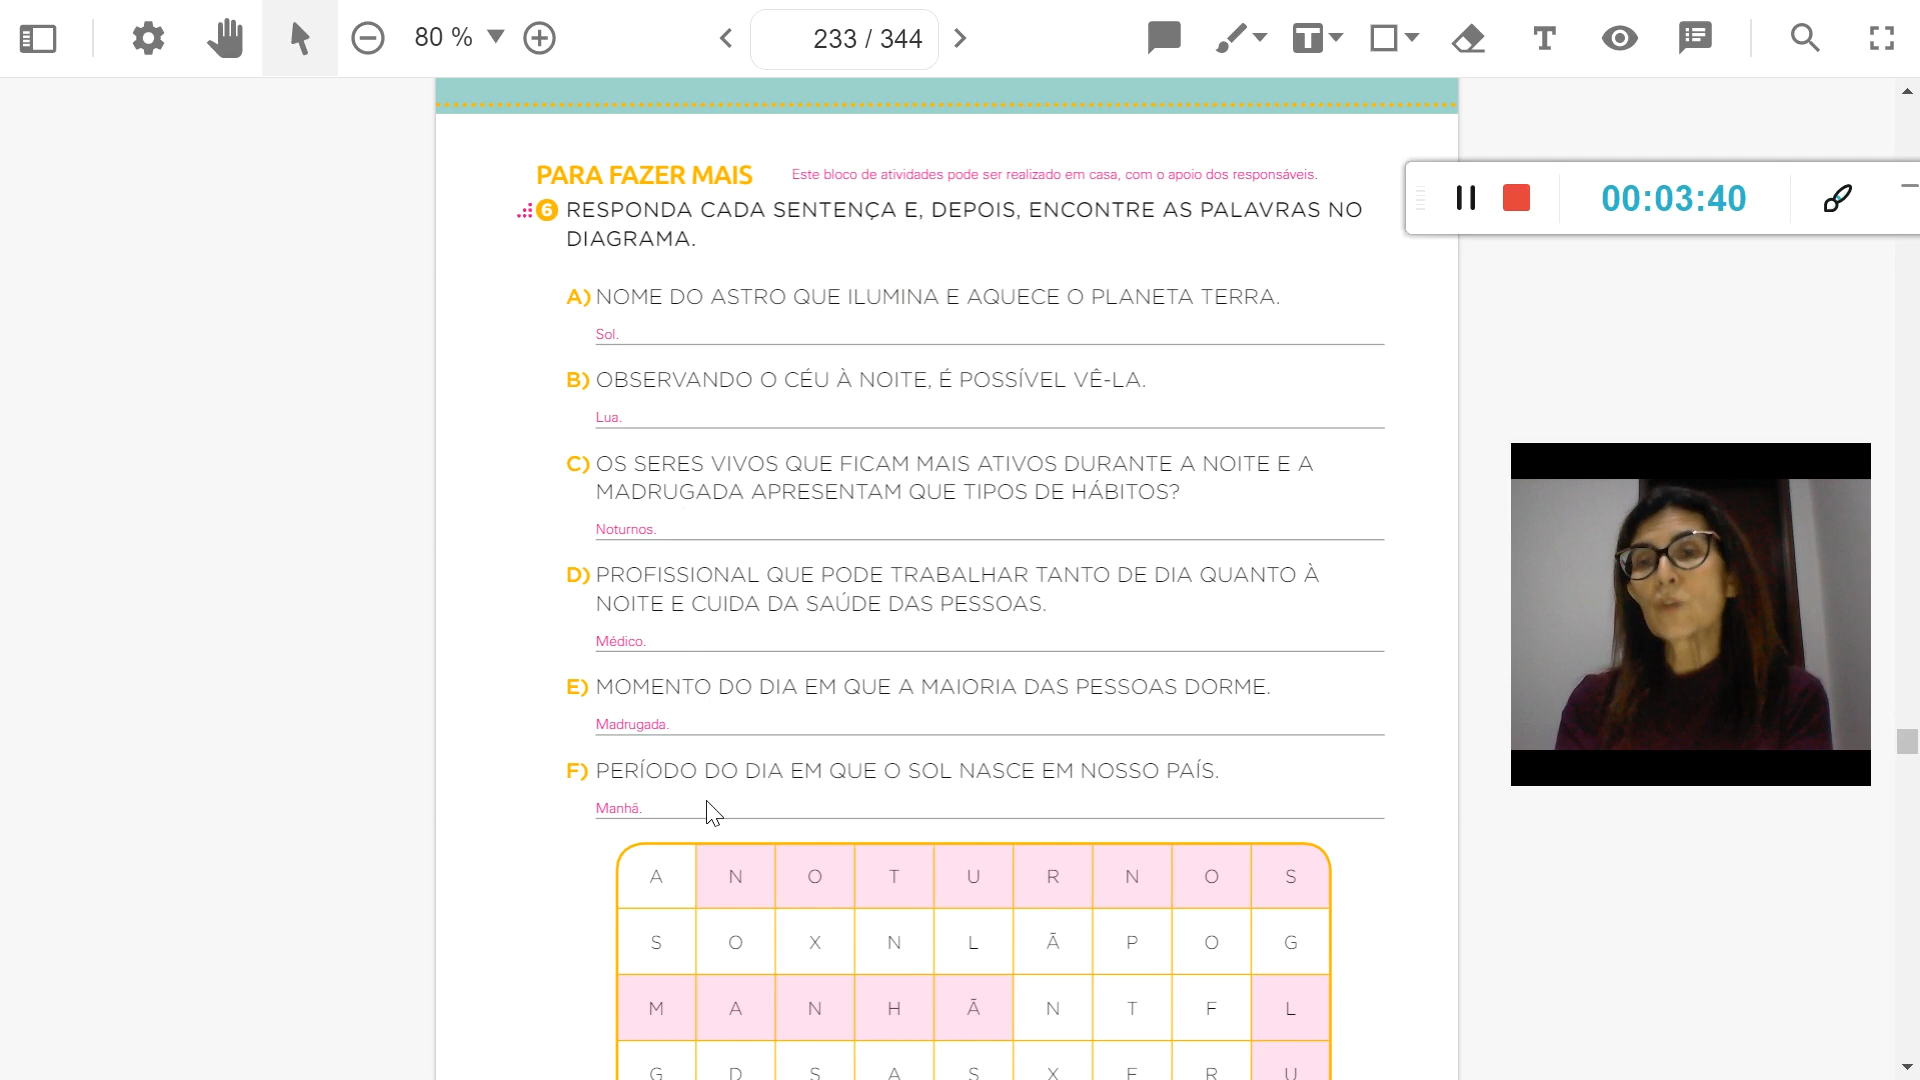 80 %
233 / 344
PARA FAZER MAIS
Este bloco de atividades pode ser realizado em casa, com o apoio dos responsáveis.
6 RESPONDA CADA SENTENÇA E, DEPOIS, ENCONTRE AS PALAVRAS NO
DIAGRAMA.
00:03:40
A) NOME DO ASTRO QUE ILUMINA E AQUECE O PLANETA TERRA.
Sol.
B) OBSERVANDO O CÉU À NOITE, É POSSÍVEL VÊ-LA.
Lua.
C) OS SERES VIVOS QUE FICAM MAIS ATIVOS DURANTE A NOITE E A
MADRUGADA APRESENTAM QUE TIPOS DE HÁBITOS?
Noturnos.
D) PROFISSIONAL QUE PODE TRABALHAR TANTO DE DIA QUANTO À
NOITE E CUIDA DA SAÚDE DAS PESSOAS.
Médico.
E) MOMENTO DO DIA EM QUE A MAIORIA DAS PESSOAS DORME.
Madrugada.
F) PERÍODO DO DIA EM QUE O SOL NASCE EM NOSSO PAÍS.
Manhã.
A N O T U R N O S
S O X N L Ã P O G
M A N H Ã N T F L
G D S A S X F R U